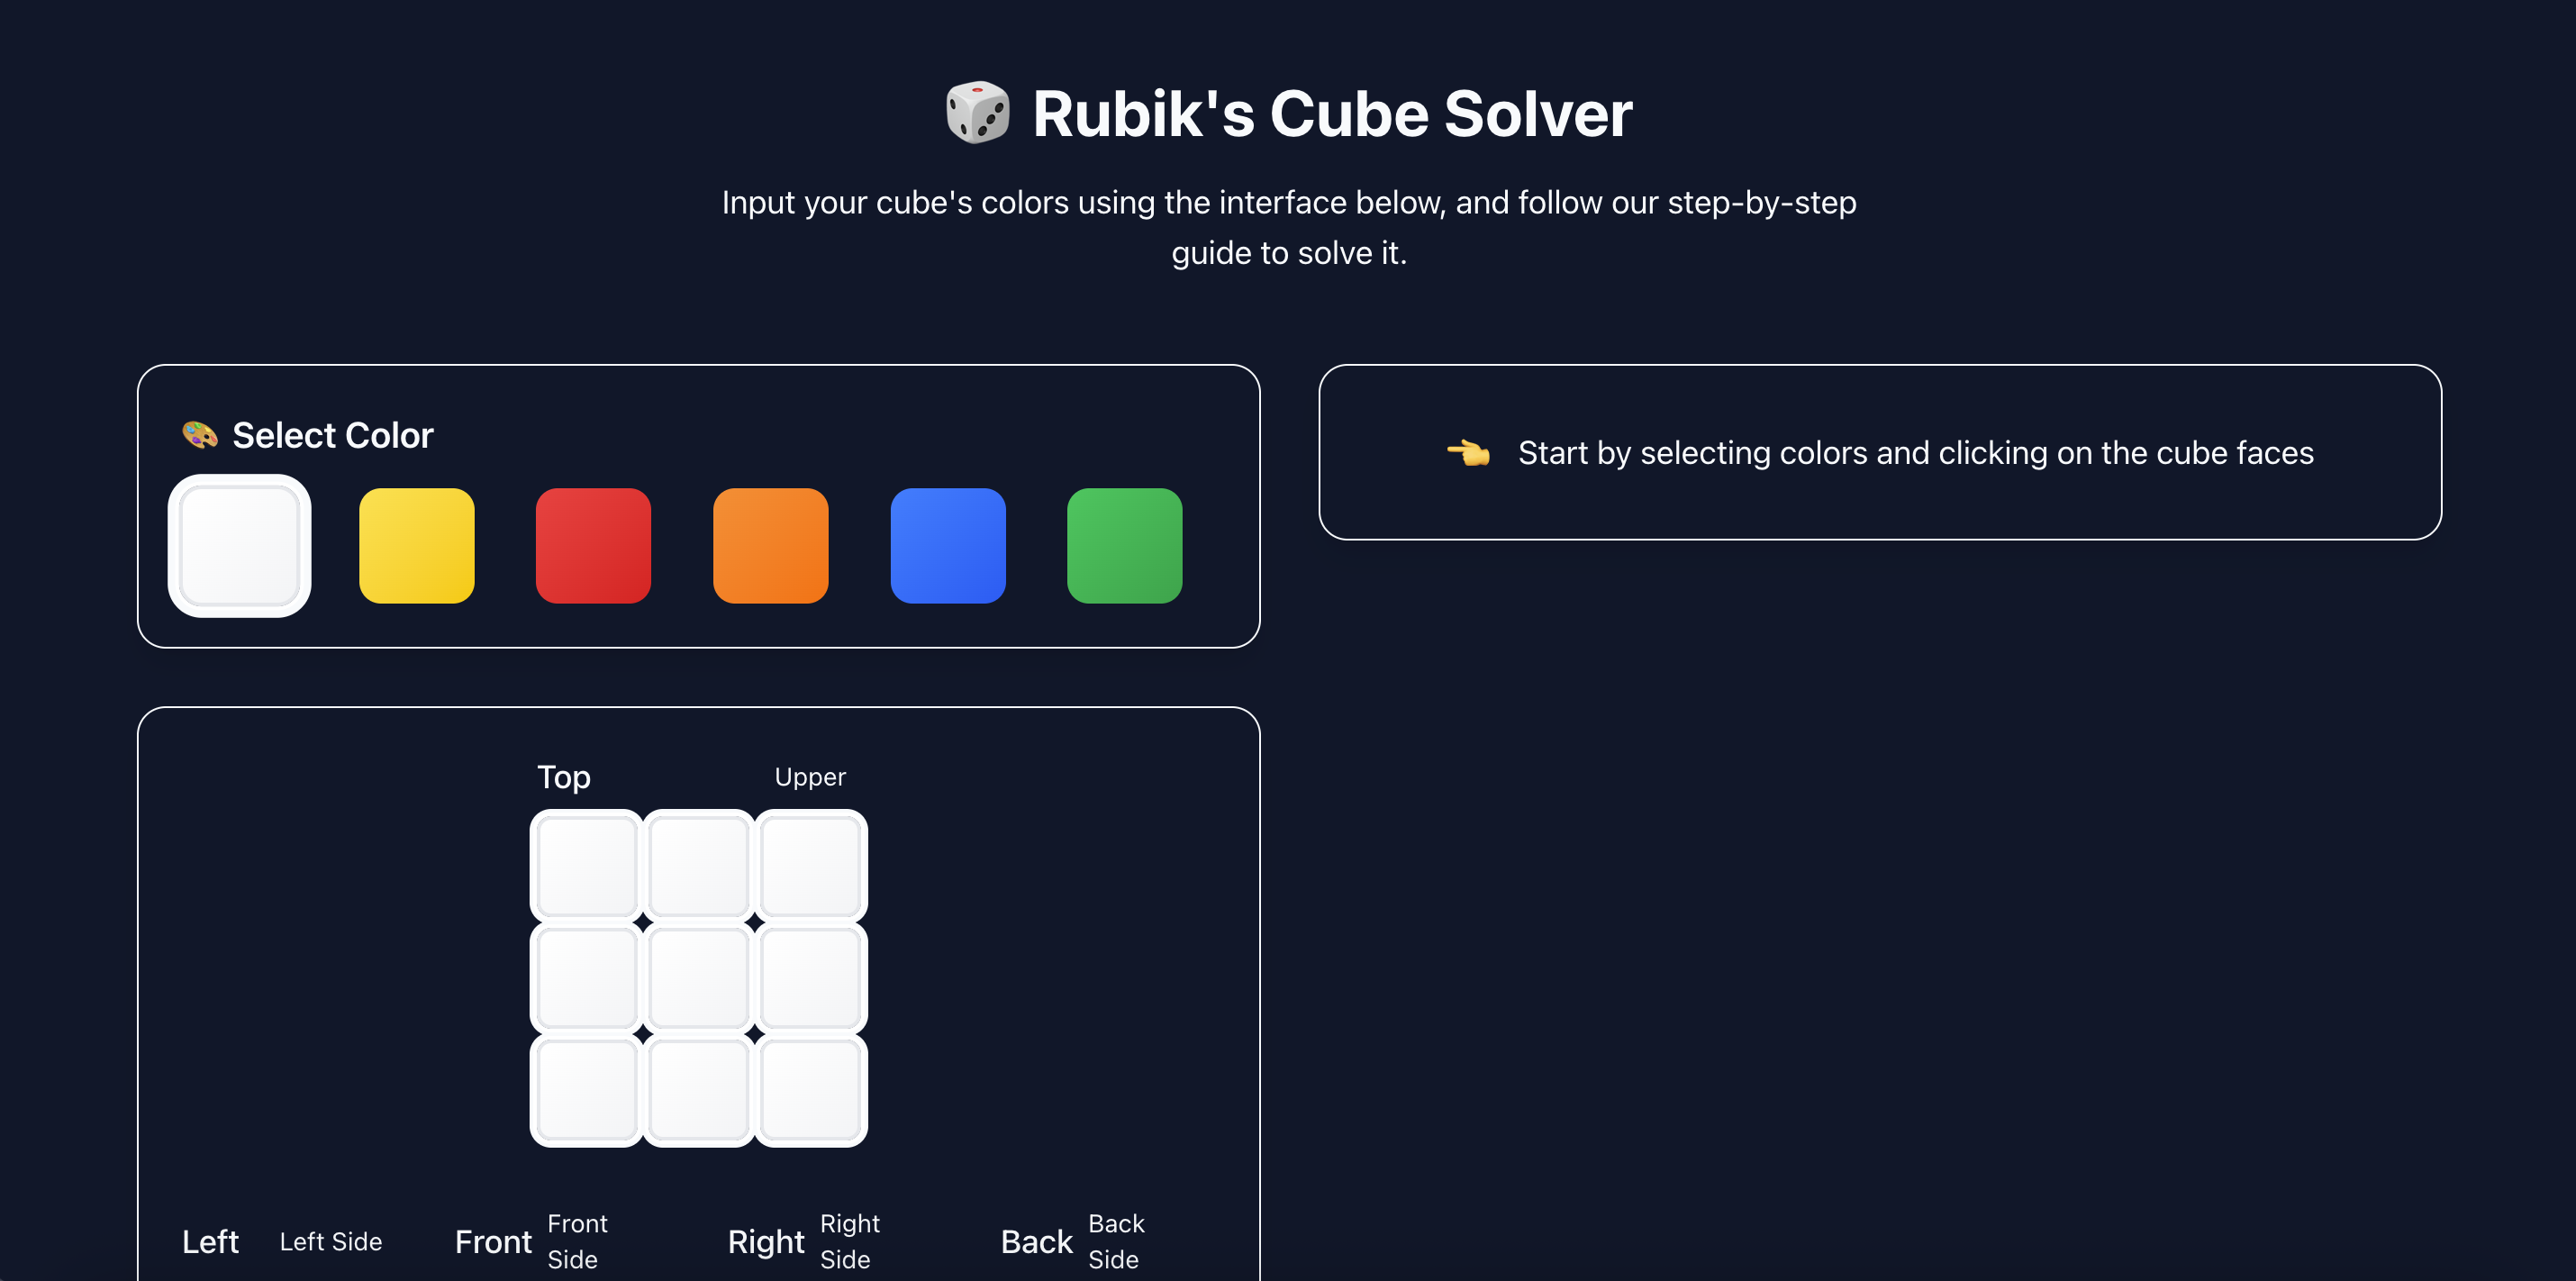 Rubik's Cube Solver
Input your cube's colors using the interface below, and follow our step-by-step
guide to solve it.
Select Color
Start by selecting colors and clicking on the cube faces
Top Upper
Left Left Side Front Front Side Right Right Side Back Back Side